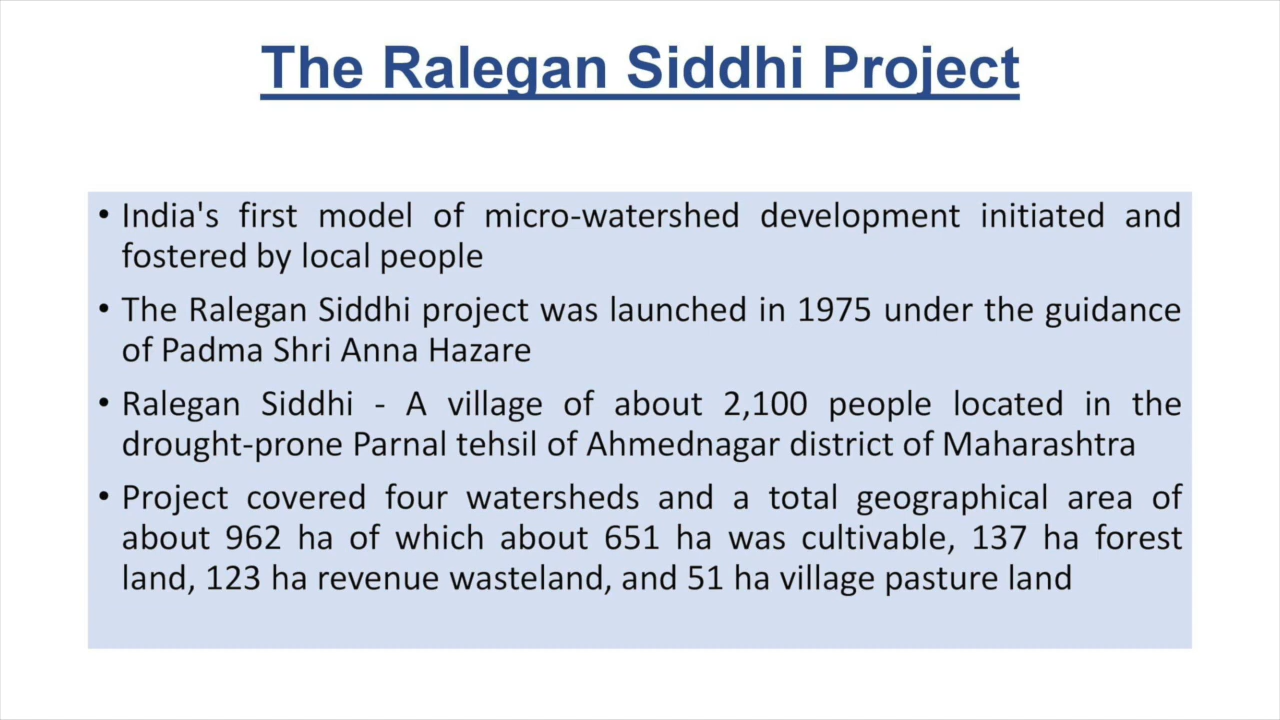 The Ralegan Siddhi Project
• India's first model of micro-watershed development initiated and
fostered by local people
• The Ralegan Siddhi project was launched in 1975 under the guidance
of Padma Shri Anna Hazare
• Ralegan Siddhi - A village of about 2,100 people located in the
drought-prone Parnal tehsil of Ahmednagar district of Maharashtra
• Project covered four watersheds and a total geographical area of
about 962 ha of which about 651 ha was cultivable, 137 ha forest
land, 123 ha revenue wasteland, and 51 ha village pasture land